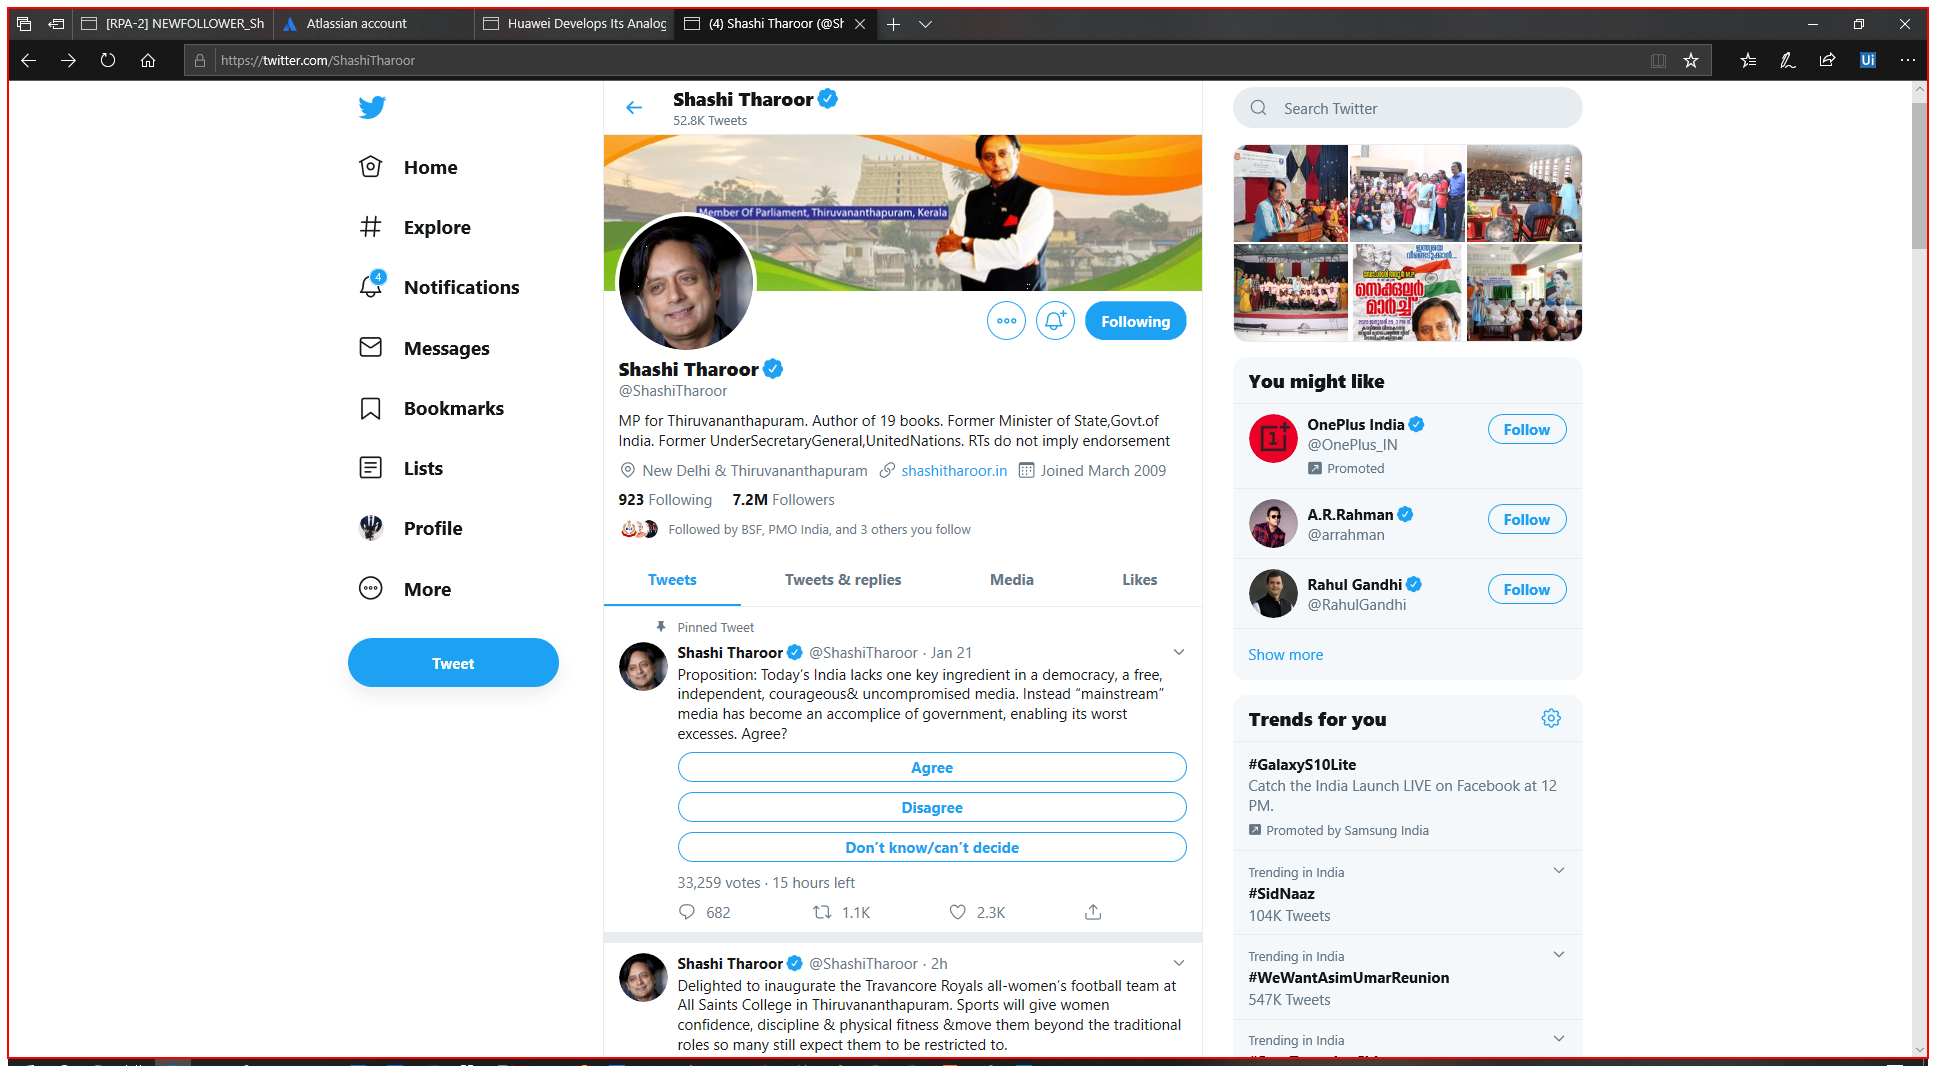 [RPA-2] NEWFOLLOWER_Sh
Atlassian account
Huawei Develops Its Analog
(4) Shashi Tharoor (@Sh
https://twitter.com/ShashiTharoor
Ui
Home
Explore
4
Notifications
Messages
Bookmarks
Lists
Profile
More
Tweet
Shashi Tharoor
52.8K Tweets
Member Of Parliament, Thiruvananthapuram, Kerala
Following
Shashi Tharoor
@ShashiTharoor
MP for Thiruvananthapuram. Author of 19 books. Former Minister of State,Govt.of
India. Former UnderSecretaryGeneral,UnitedNations. RTs do not imply endorsement
New Delhi & Thiruvananthapuram shashitharoor.in Joined March 2009
923 Following 7.2M Followers
Followed by BSF, PMO India, and 3 others you follow
Tweets Tweets & replies Media Likes
Pinned Tweet
Shashi Tharoor @ShashiTharoor · Jan 21
Proposition: Today’s India lacks one key ingredient in a democracy, a free,
independent, courageous& uncompromised media. Instead “mainstream”
media has become an accomplice of government, enabling its worst
excesses. Agree?
Agree
Disagree
Don’t know/can’t decide
33,259 votes · 15 hours left
682 1.1K 2.3K
Shashi Tharoor @ShashiTharoor · 2h
Delighted to inaugurate the Travancore Royals all-women’s football team at
All Saints College in Thiruvananthapuram. Sports will give women
confidence, discipline & physical fitness &move them beyond the traditional
roles so many still expect them to be restricted to.
Search Twitter
സെക്കുലർ
മാർച്ച്
You might like
OnePlus India
@OnePlus_IN
Promoted
Follow
A.R.Rahman
@arrahman
Follow
Rahul Gandhi
@RahulGandhi
Follow
Show more
Trends for you
#GalaxyS10Lite
Catch the India Launch LIVE on Facebook at 12
PM.
Promoted by Samsung India
Trending in India
#SidNaaz
104K Tweets
Trending in India
#WeWantAsimUmarReunion
547K Tweets
Trending in India